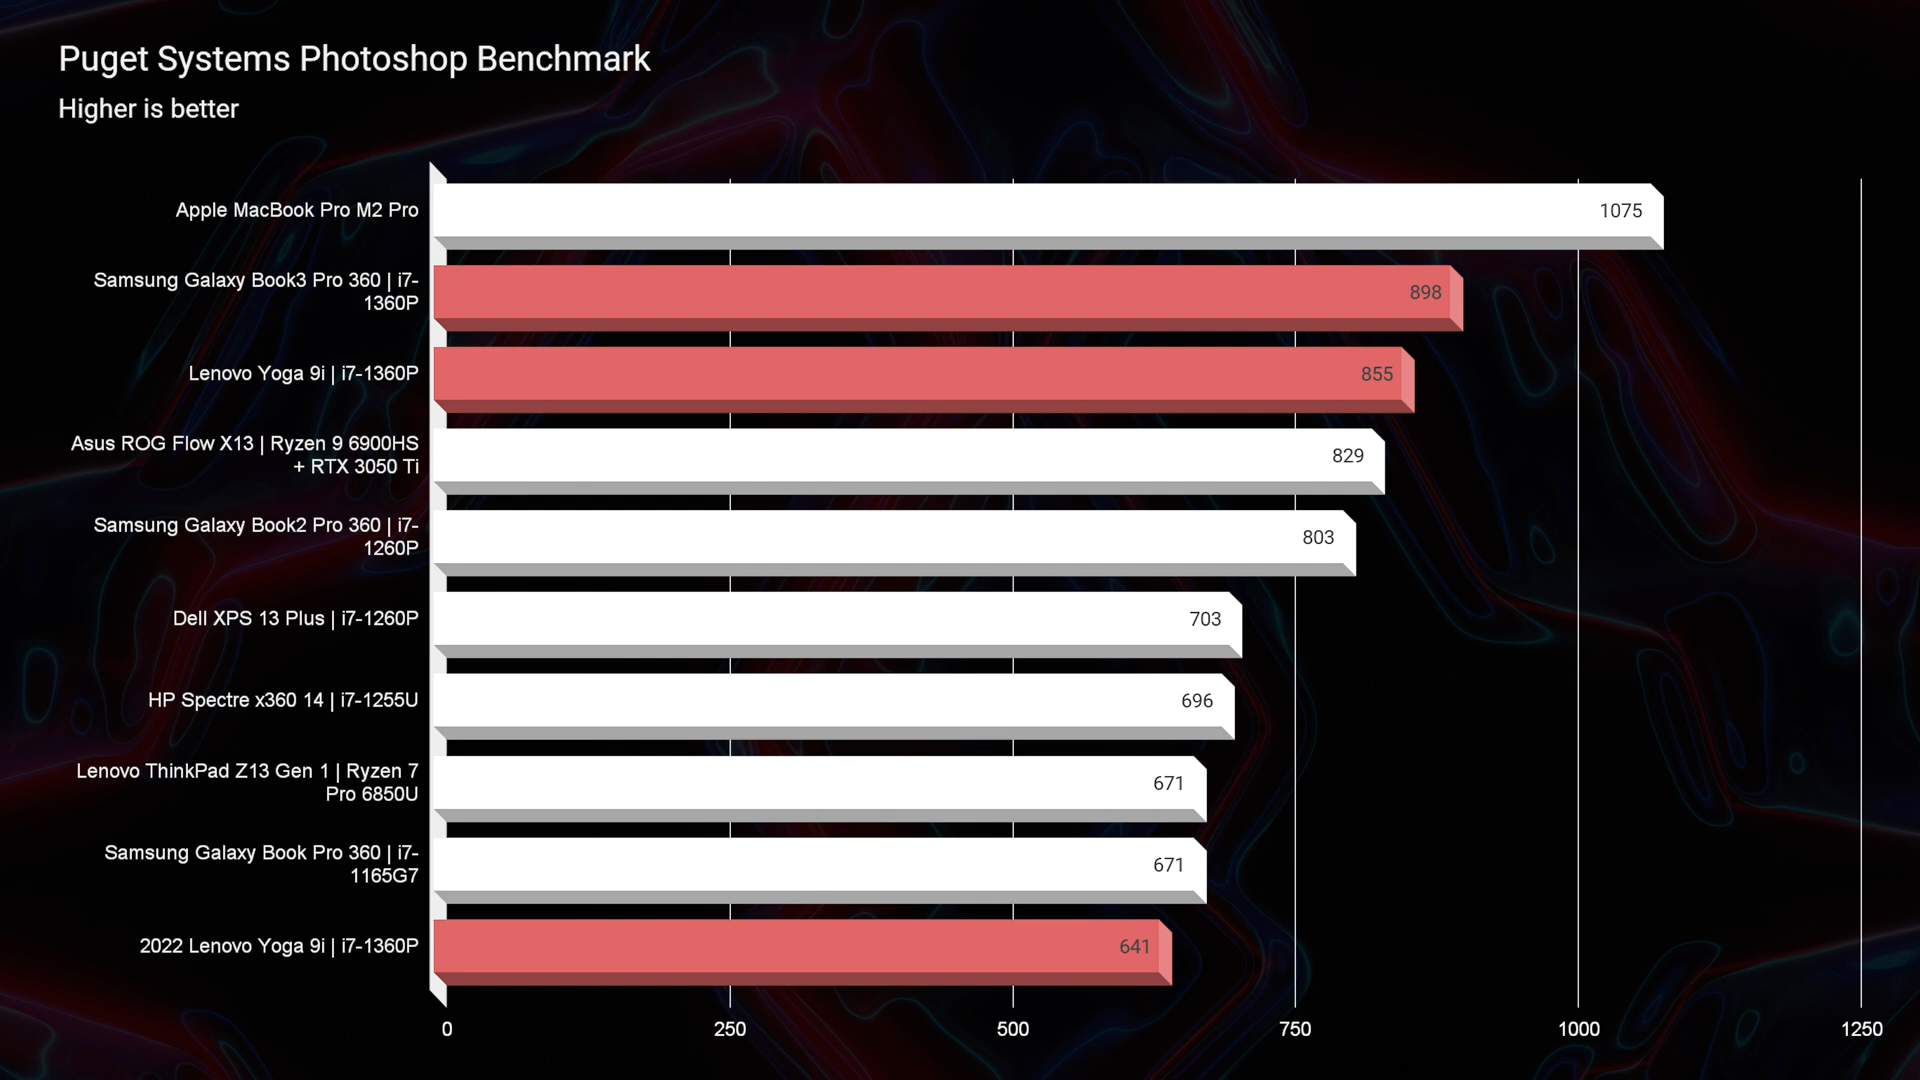 Puget Systems Photoshop Benchmark
Higher is better
Apple MacBook Pro M2 Pro
1075
Samsung Galaxy Book3 Pro 360 | i7-
1360P
898
Lenovo Yoga 9i | i7-1360P
855
Asus ROG Flow X13 | Ryzen 9 6900HS
+ RTX 3050 Ti
829
Samsung Galaxy Book2 Pro 360 | i7-
1260P
803
Dell XPS 13 Plus | i7-1260P
703
HP Spectre x360 14 | i7-1255U
696
Lenovo ThinkPad Z13 Gen 1 | Ryzen 7
Pro 6850U
671
Samsung Galaxy Book Pro 360 | i7-
1165G7
671
2022 Lenovo Yoga 9i | i7-1360P
641
0 250 500 750 1000 1250